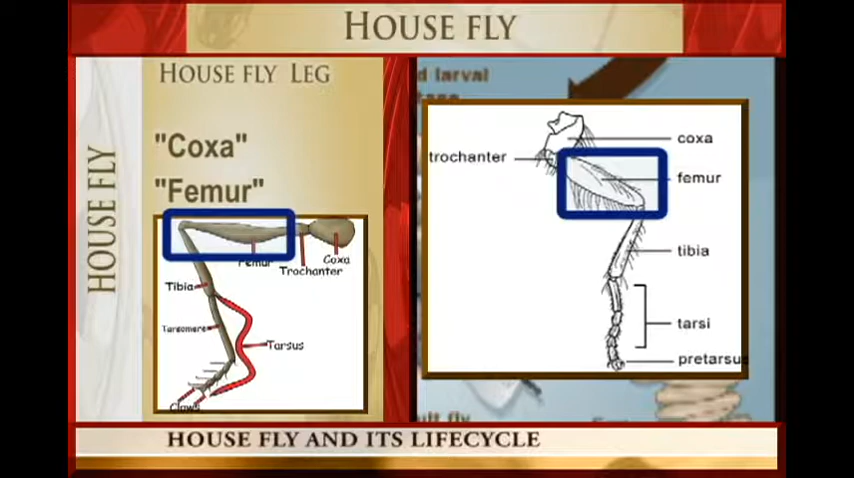 HOUSE FLY
HOUSE FLY
HOUSE FLY LEG
"Coxa"
"Femur"
Femur
Coxa
Trochanter
Tibia
Tarsomere
Tarsus
Claws
d larval
coxa
trochanter
femur
tibia
tarsi
pretarsus
ult fly
HOUSE FLY AND ITS LIFECYCLE